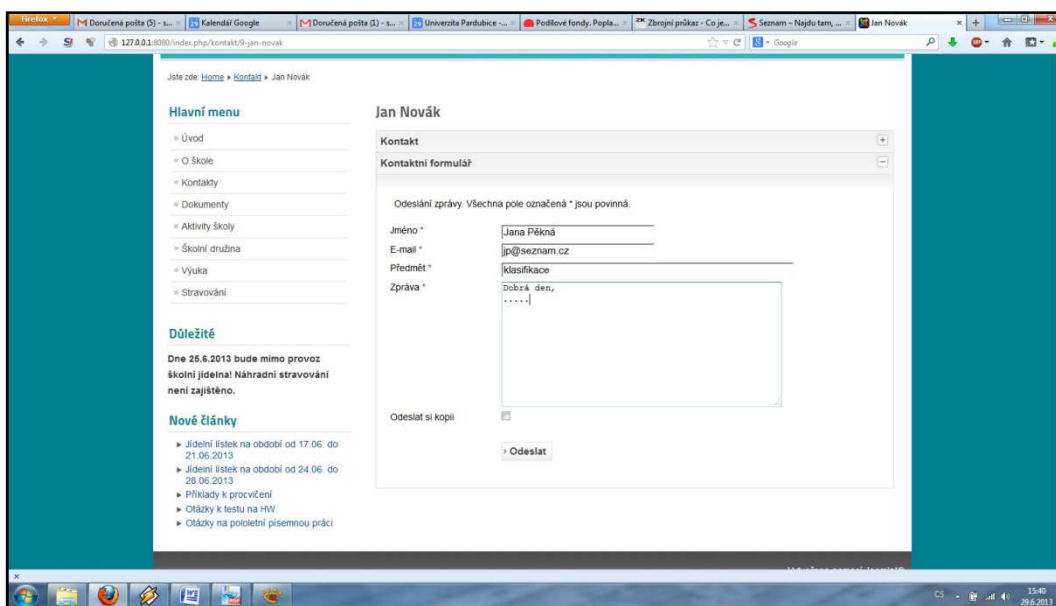 Firefox
Doručená pošta (5) - s...
Kalendář Google
Doručená pošta (1) - s...
Univerzita Pardubice -...
Podílové fondy. Popla...
Zbrojní průkaz - Co je...
Seznam – Najdu tam, ...
Jan Novák
127.0.0.1:8080/index.php/kontakt/9-jan-novak
Google
Jste zde: Home Kontakt Jan Novák
Hlavní menu
Úvod
O škole
Kontakty
Dokumenty
Aktivity školy
Školní družina
Výuka
Stravování
Důležité
Dne 25.6.2013 bude mimo provoz
školní jídelna! Náhradní stravování
není zajištěno.
Nové články
Jídelní lístek na období od 17.06. do
21.06.2013
Jídelní lístek na období od 24.06. do
28.06.2013
Příklady k procvičení
Otázky k testu na HW
Otázky na pololetní písemnou práci
Jan Novák
Kontakt
Kontaktní formulář
Odeslání zprávy. Všechna pole označená * jsou povinná.
Jméno * Jana Pěkná
E-mail * jp@seznam.cz
Předmět * klasifikace
Zpráva * Dobrá den,
.....
Odeslat si kopii
Odeslat
CS
15:40
29.6.2013